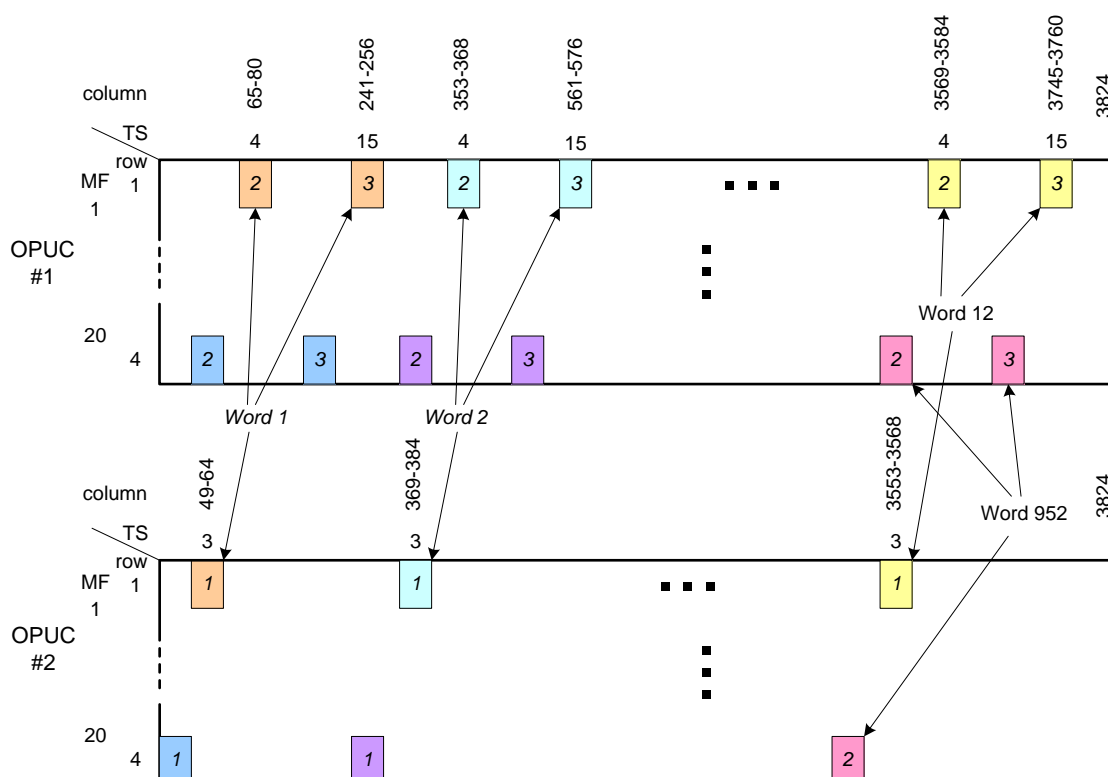 column 65-80 241-256 353-368 561-576 3569-3584 3745-3760 3824
TS 4 15 4 15 4 15
row
MF 1 2 3 2 3 2 3
1
OPUC
#1
Word 12
20
4 2 3 2 3 2 3
Word 1 Word 2
column 49-64 369-384 3553-3568 3824
Word 952
TS 3 3 3
row
MF 1 1 1 1
1
OPUC
#2
20
4 1 1 2